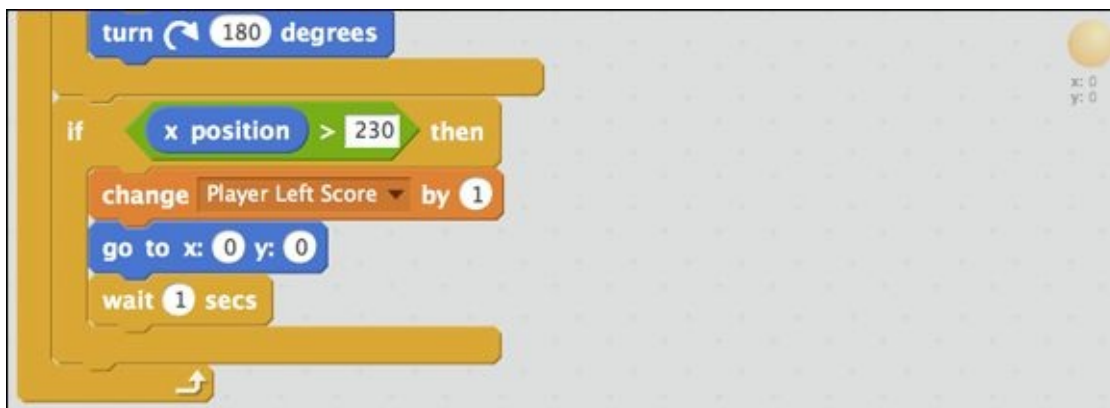 turn 180 degrees
if x position > 230 then
change Player Left Score by 1
go to x: 0 y: 0
wait 1 secs
x: 0
y: 0